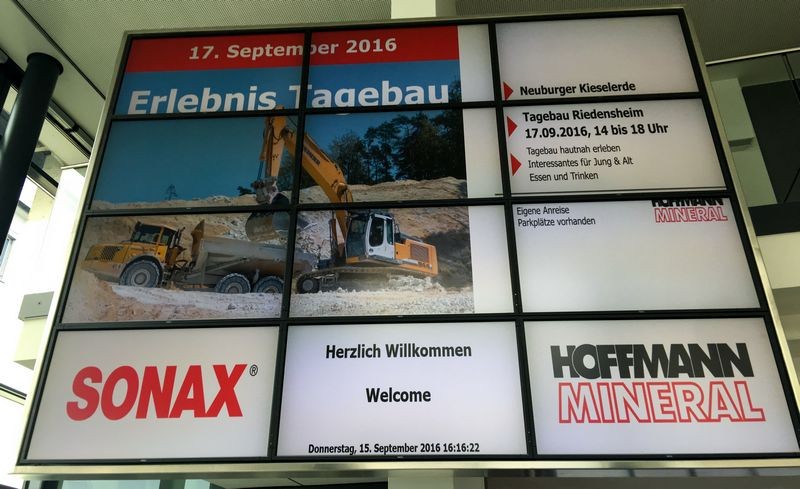 17. September 2016
Erlebnis Tagebau
Neuburger Kieselerde
Tagebau Riedensheim
17.09.2016, 14 bis 18 Uhr
Tagebau hautnah erleben
Interessantes für Jung & Alt
Essen und Trinken
HOFFMANN
MINERAL
Eigene Anreise
Parkplätze vorhanden
SONAX®
Herzlich Willkommen
Welcome
Donnerstag, 15. September 2016 16:16:22
HOFFMANN
MINERAL